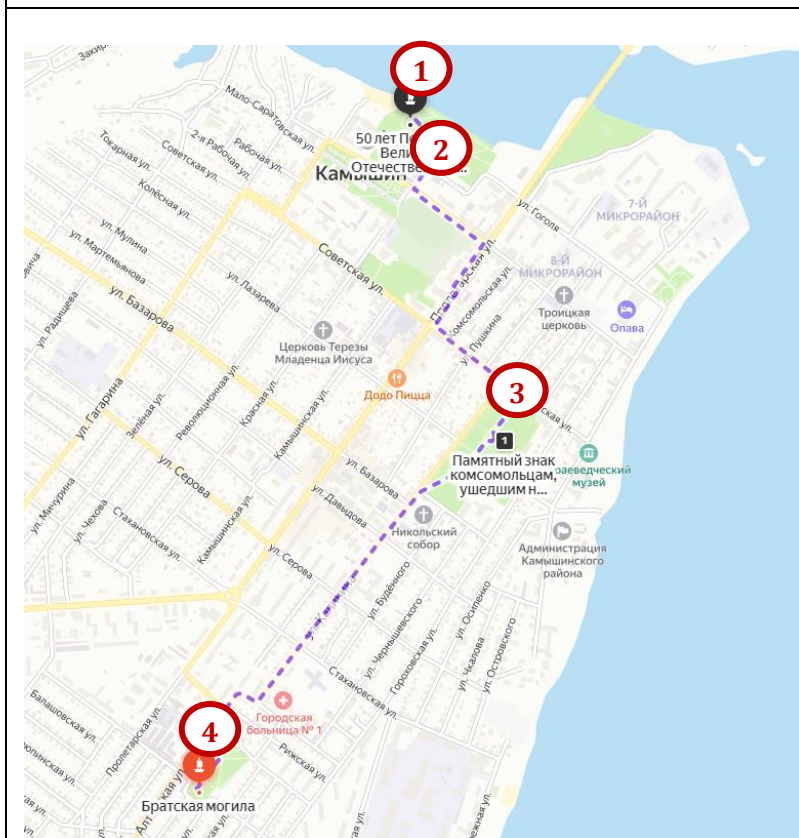 1
Закир
Мало-Саратовская ул.
50 лет По
2
Вели
Отечестве
Камышин
2-я Рабочая ул.
Рабочая ул.
Токарная ул.
Советская ул.
Колёсная ул.
ул. Гоголя
7-Й
МИКРОРАЙОН
ул. Мулина
ул. Мартемьянова
Советская ул.
8-Й
МИКРОРАЙОН
ул. Лазарева
ул. Радищева
ул. Базарова
Комсомольская ул.
ул. Пушкина
Троицкая
церковь
Опава
Церковь Терезы
Младенца Иисуса
Додо Пицца
3
ул. Гагарина
Зелёная ул.
Революционная ул.
Красная ул.
Камышинская ул.
1
Памятный знак
комсомольцам,
ушедшим н...
раеведческий
музей
ул. Базарова
ул. Серова
ул. Давыдова
Никольский
собор
ул. Мичурина
ул. Чехова
Стахановская ул.
Камышинская ул.
Администрация
Камышинского
района
ул. Серова
ул. Будённого
ул. Чернышевского
Гороховская ул.
ул. Осипенко
ул. Чкалова
ул. Островского
Стахановская ул.
Балашовская ул.
Пролетарская ул.
4
Городская
больница № 1
Рижская ул.
Братская могила